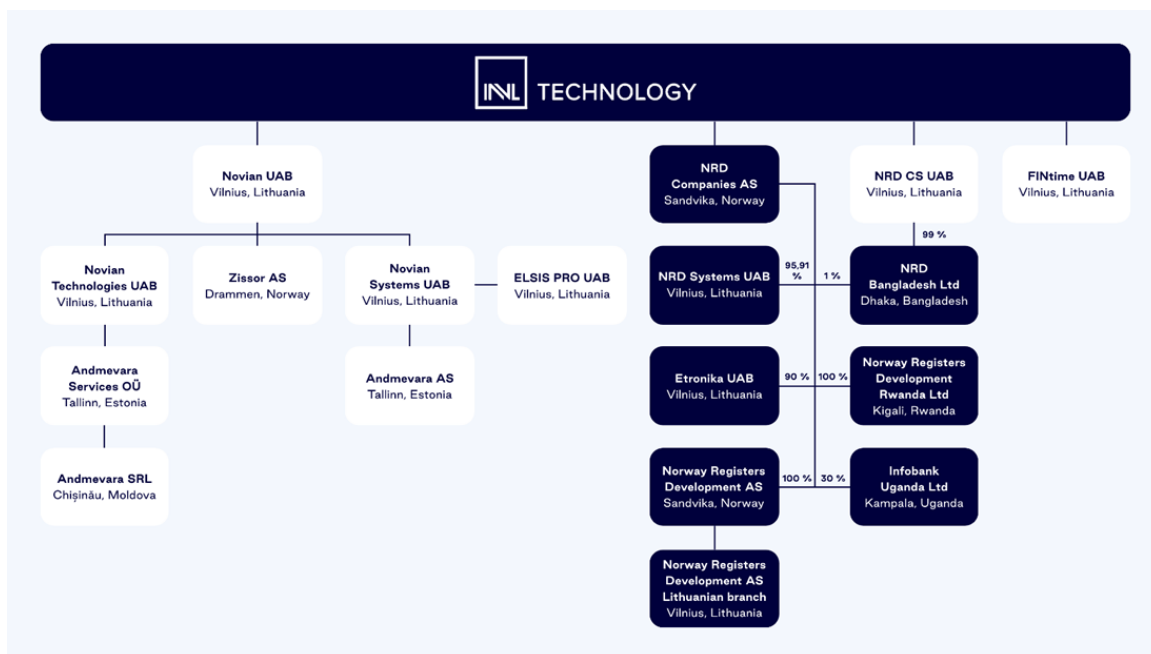 INVL TECHNOLOGY
Novian UAB
Vilnius, Lithuania
NRD
Companies AS
Sandvika, Norway
NRD CS UAB
Vilnius, Lithuania
FINtime UAB
Vilnius, Lithuania
99 %
Novian
Technologies UAB
Vilnius, Lithuania
Zissor AS
Drammen, Norway
Novian
Systems UAB
Vilnius, Lithuania
ELSIS PRO UAB
Vilnius, Lithuania
NRD Systems UAB
Vilnius, Lithuania
95,91
%
1 %
NRD
Bangladesh Ltd
Dhaka, Bangladesh
Andmevara
Services OÜ
Tallinn, Estonia
Andmevara AS
Tallinn, Estonia
Etronika UAB
Vilnius, Lithuania
90 %
100 %
Norway Registers
Development
Rwanda Ltd
Kigali, Rwanda
Andmevara SRL
Chișinău, Moldova
Norway Registers
Development AS
Sandvika, Norway
100 %
30 %
Infobank
Uganda Ltd
Kampala, Uganda
Norway Registers
Development AS
Lithuanian branch
Vilnius, Lithuania